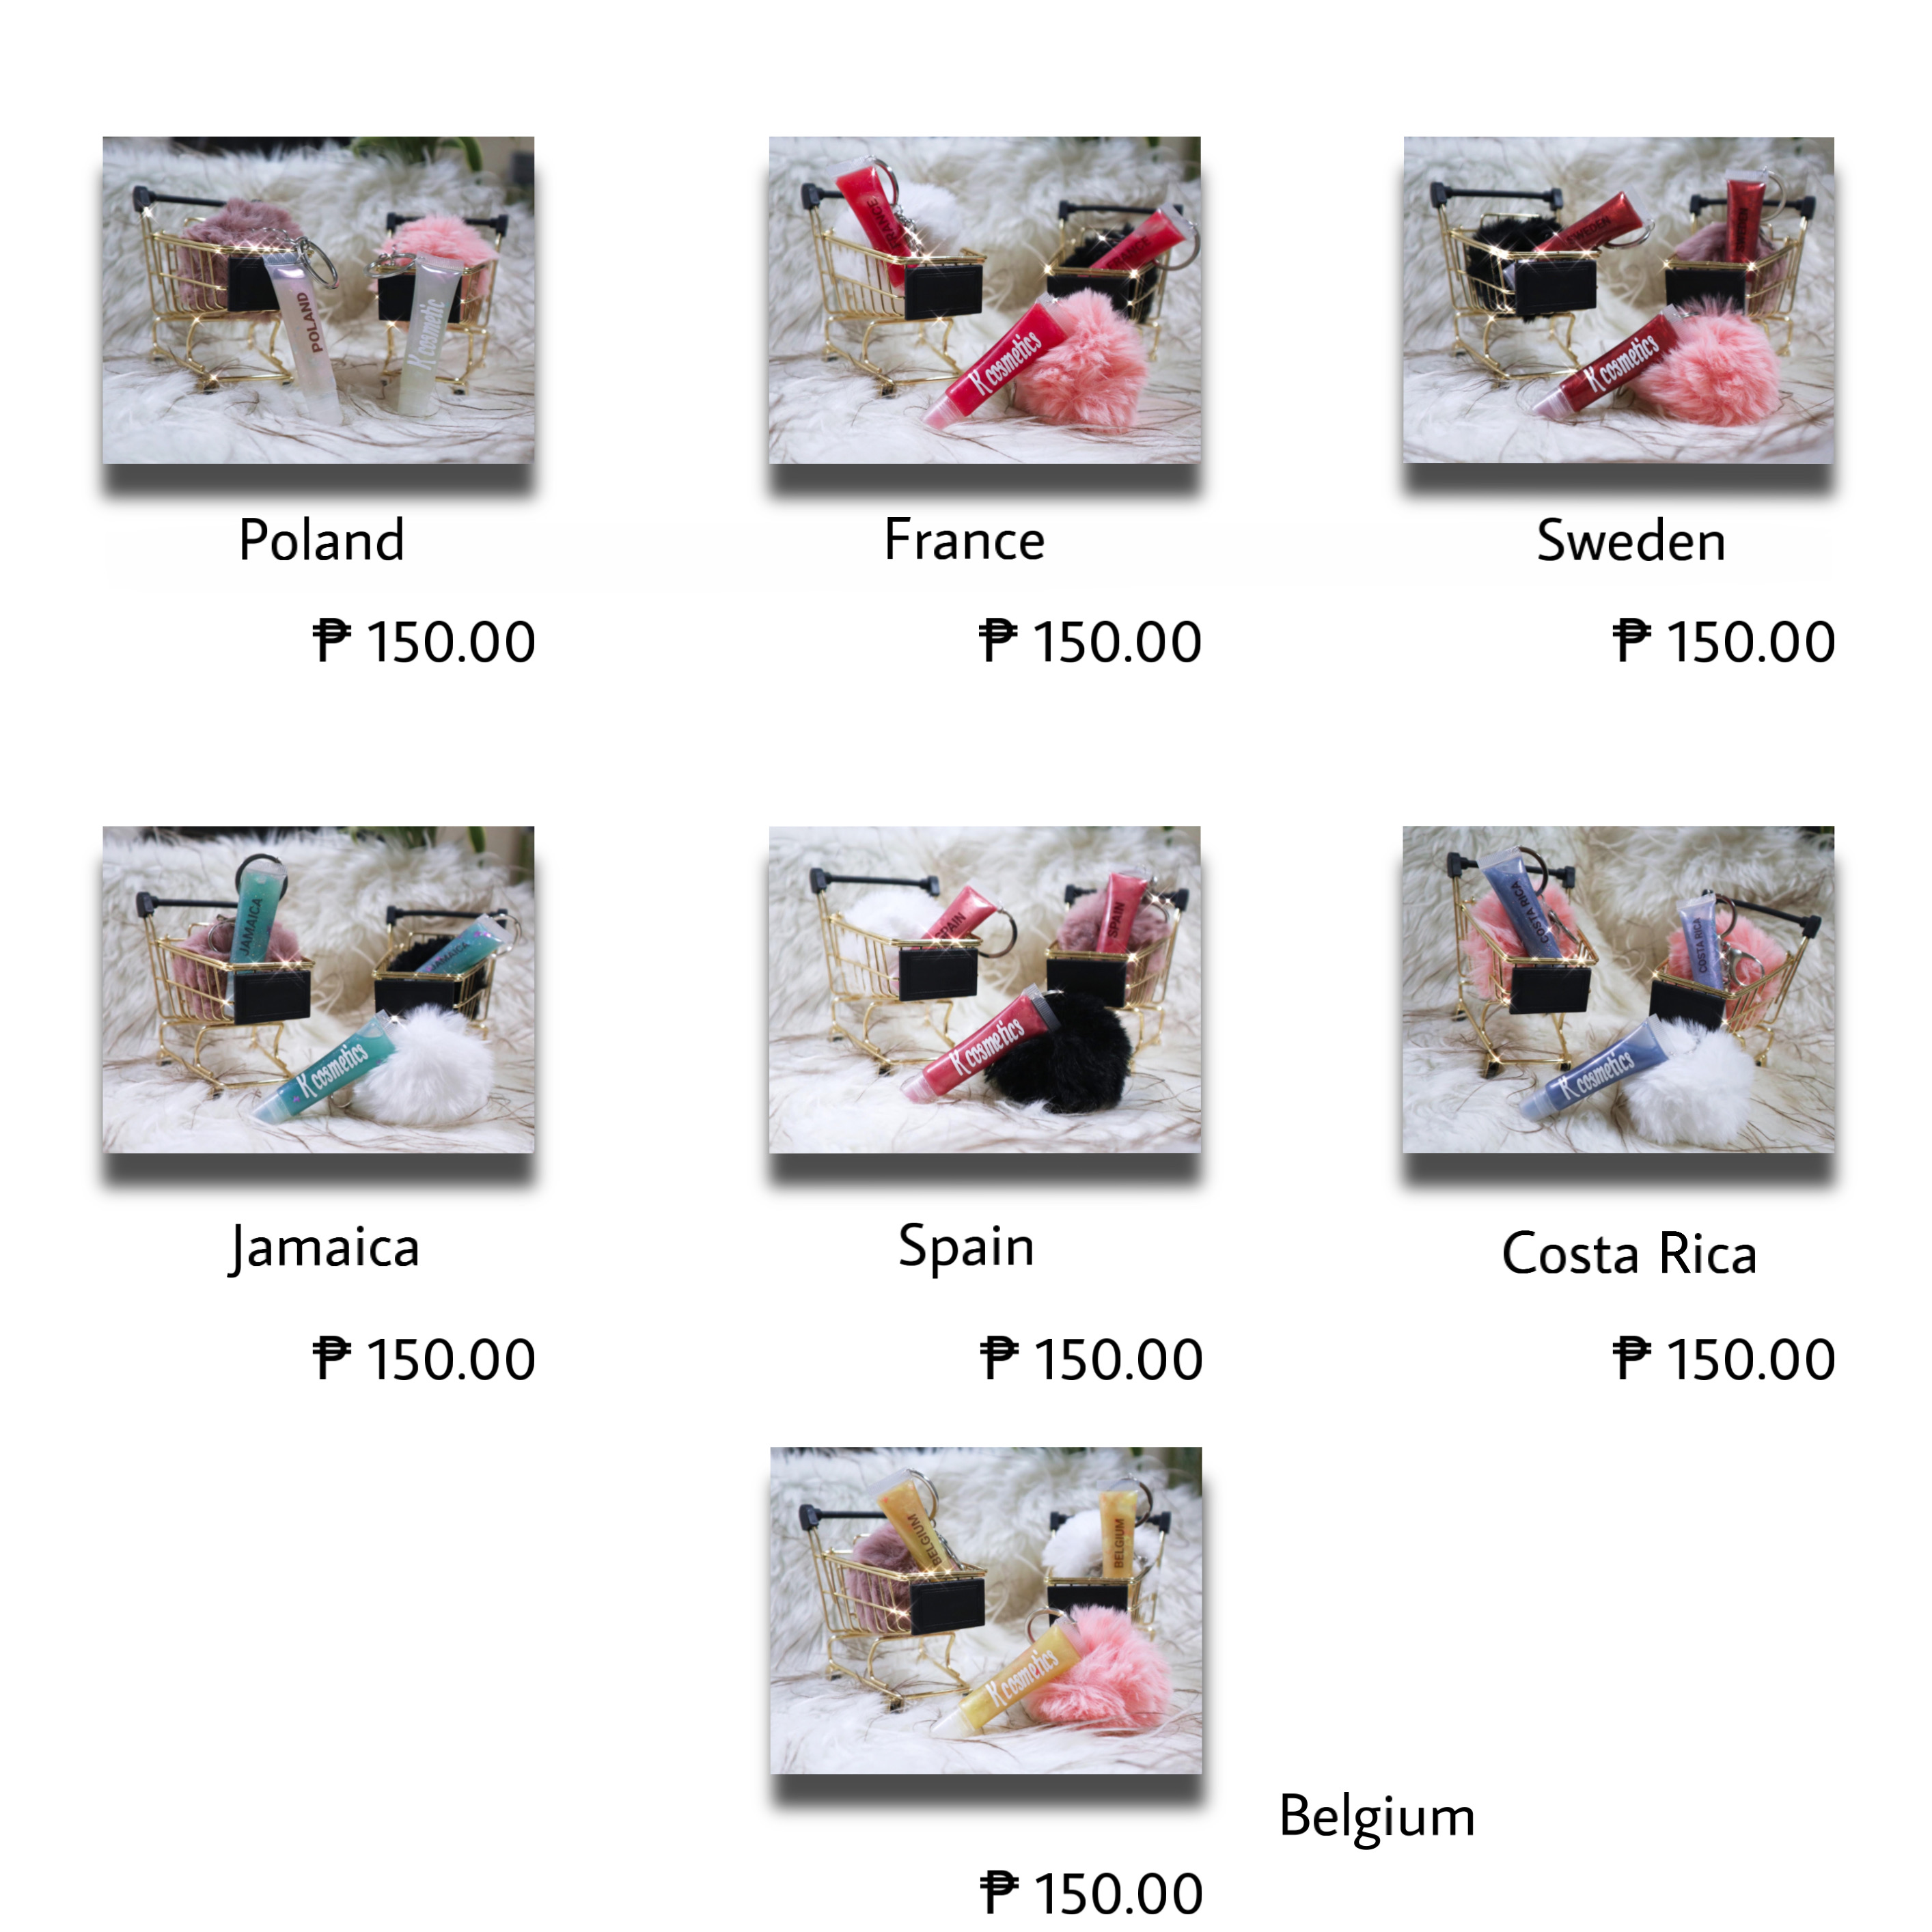 POLAND
K cosmetic
FRANCE
FRANCE
K cosmetics
SWEDEN
SWEDEN
K cosmetics
Poland
France
Sweden
₱ 150.00
₱ 150.00
₱ 150.00
JAMAICA
JAMAICA
K cosmetics
SPAIN
SPAIN
K cosmetics
COSTA RICA
COSTA RICA
K cosmetics
Jamaica
Spain
Costa Rica
₱ 150.00
₱ 150.00
₱ 150.00
BELGIUM
BELGIUM
K cosmetics
Belgium
₱ 150.00